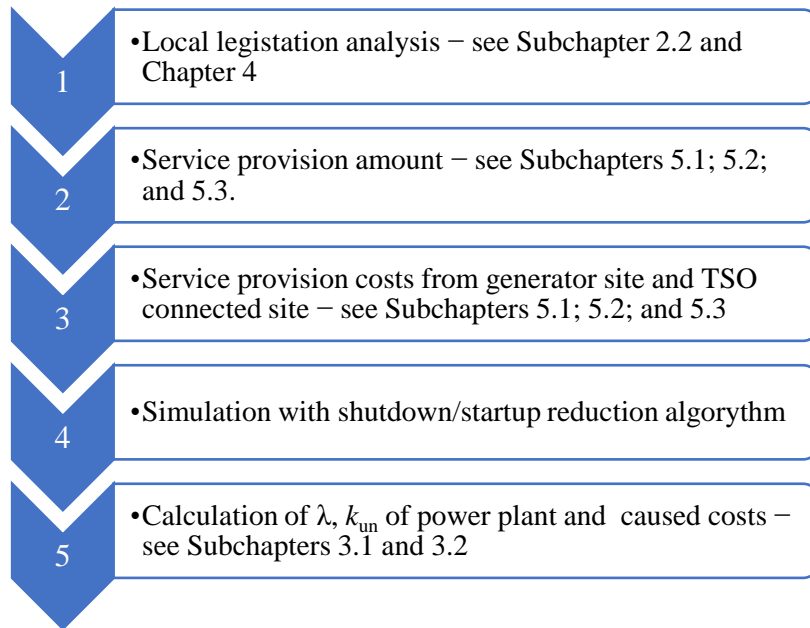 1
•Local legistation analysis − see Subchapter 2.2 and
Chapter 4
2
•Service provision amount − see Subchapters 5.1; 5.2;
and 5.3.
3
•Service provision costs from generator site and TSO
connected site − see Subchapters 5.1; 5.2; and 5.3
4
•Simulation with shutdown/startup reduction algorythm
5
•Calculation of λ, kun of power plant and caused costs −
see Subchapters 3.1 and 3.2